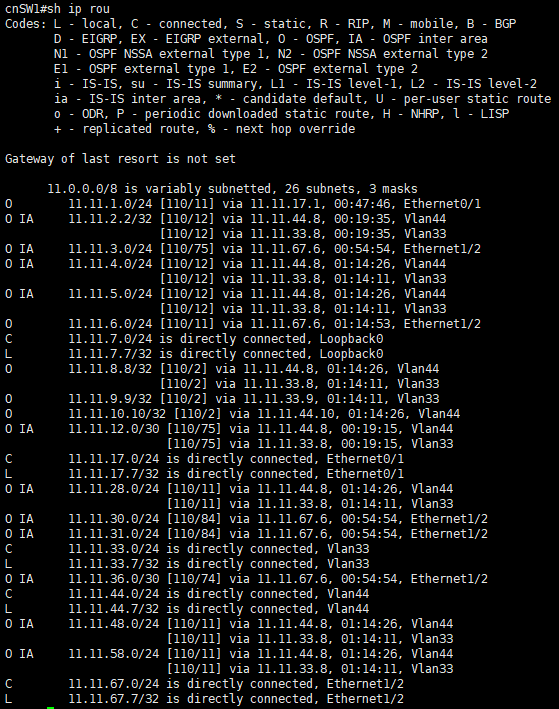 cnSW1#sh ip rou
Codes: L - local, C - connected, S - static, R - RIP, M - mobile, B - BGP
       D - EIGRP, EX - EIGRP external, O - OSPF, IA - OSPF inter area
       N1 - OSPF NSSA external type 1, N2 - OSPF NSSA external type 2
       E1 - OSPF external type 1, E2 - OSPF external type 2
       i - IS-IS, su - IS-IS summary, L1 - IS-IS level-1, L2 - IS-IS level-2
       ia - IS-IS inter area, * - candidate default, U - per-user static route
       o - ODR, P - periodic downloaded static route, H - NHRP, l - LISP
       + - replicated route, % - next hop override

Gateway of last resort is not set

      11.0.0.0/8 is variably subnetted, 26 subnets, 3 masks
O        11.11.1.0/24 [110/11] via 11.11.17.1, 00:47:46, Ethernet0/1
O IA     11.11.2.2/32 [110/12] via 11.11.44.8, 00:19:35, Vlan44
                      [110/12] via 11.11.33.8, 00:19:35, Vlan33
O IA     11.11.3.0/24 [110/75] via 11.11.67.6, 00:54:54, Ethernet1/2
O IA     11.11.4.0/24 [110/12] via 11.11.44.8, 01:14:26, Vlan44
                      [110/12] via 11.11.33.8, 01:14:11, Vlan33
O IA     11.11.5.0/24 [110/12] via 11.11.44.8, 01:14:26, Vlan44
                      [110/12] via 11.11.33.8, 01:14:11, Vlan33
O        11.11.6.0/24 [110/11] via 11.11.67.6, 01:14:53, Ethernet1/2
C        11.11.7.0/24 is directly connected, Loopback0
L        11.11.7.7/32 is directly connected, Loopback0
O        11.11.8.8/32 [110/2] via 11.11.44.8, 01:14:26, Vlan44
                      [110/2] via 11.11.33.8, 01:14:11, Vlan33
O        11.11.9.9/32 [110/2] via 11.11.33.9, 01:14:11, Vlan33
O        11.11.10.10/32 [110/2] via 11.11.44.10, 01:14:26, Vlan44
O IA     11.11.12.0/30 [110/75] via 11.11.44.8, 00:19:15, Vlan44
                       [110/75] via 11.11.33.8, 00:19:15, Vlan33
C        11.11.17.0/24 is directly connected, Ethernet0/1
L        11.11.17.7/32 is directly connected, Ethernet0/1
O IA     11.11.28.0/24 [110/11] via 11.11.44.8, 01:14:26, Vlan44
                       [110/11] via 11.11.33.8, 01:14:11, Vlan33
O IA     11.11.30.0/24 [110/84] via 11.11.67.6, 00:54:54, Ethernet1/2
O IA     11.11.31.0/24 [110/84] via 11.11.67.6, 00:54:54, Ethernet1/2
C        11.11.33.0/24 is directly connected, Vlan33
L        11.11.33.7/32 is directly connected, Vlan33
O IA     11.11.36.0/30 [110/74] via 11.11.67.6, 00:54:54, Ethernet1/2
C        11.11.44.0/24 is directly connected, Vlan44
L        11.11.44.7/32 is directly connected, Vlan44
O IA     11.11.48.0/24 [110/11] via 11.11.44.8, 01:14:26, Vlan44
                       [110/11] via 11.11.33.8, 01:14:11, Vlan33
O IA     11.11.58.0/24 [110/11] via 11.11.44.8, 01:14:26, Vlan44
                       [110/11] via 11.11.33.8, 01:14:11, Vlan33
C        11.11.67.0/24 is directly connected, Ethernet1/2
L        11.11.67.7/32 is directly connected, Ethernet1/2